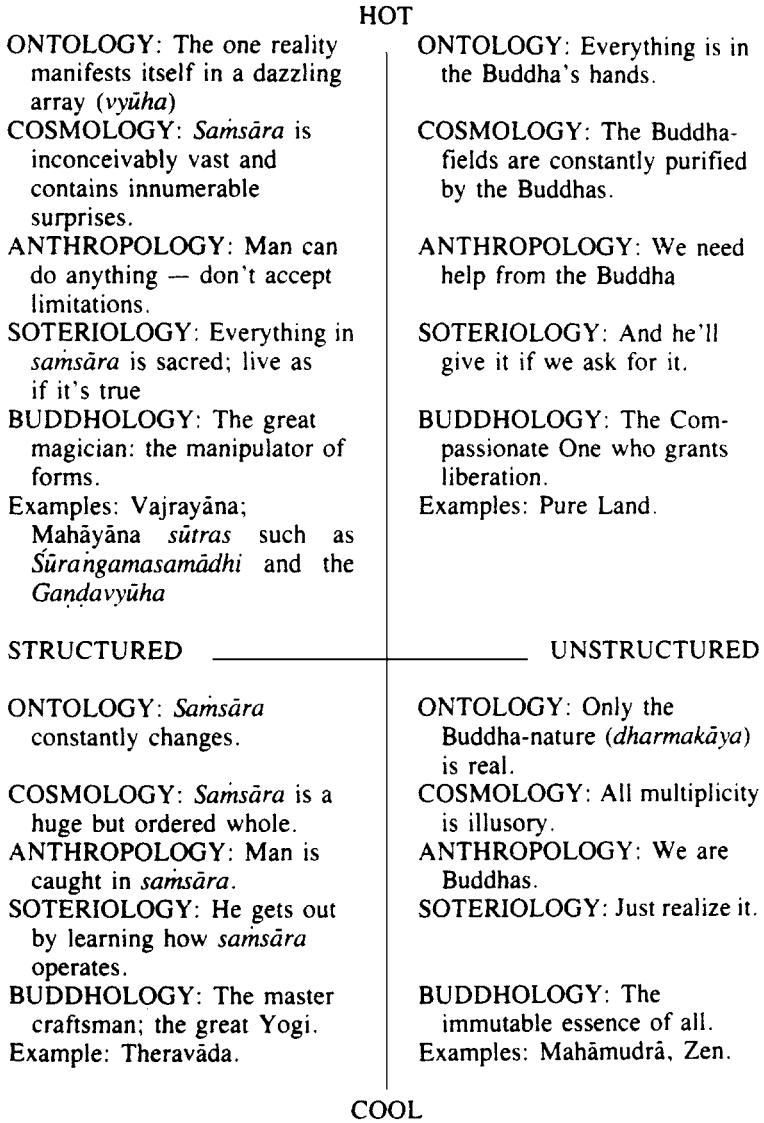 HOT
ONTOLOGY: The one reality
manifests itself in a dazzling
array (vyūha)
COSMOLOGY: Saṁsāra is
inconceivably vast and
contains innumerable
surprises.
ANTHROPOLOGY: Man can
do anything — don't accept
limitations.
SOTERIOLOGY: Everything in
saṁsāra is sacred; live as
if it's true
BUDDHOLOGY: The great
magician: the manipulator of
forms.
Examples: Vajrayāna;
Mahāyāna sūtras such as
Śūraṅgamasamādhi and the
Gaṇḍavyūha
ONTOLOGY: Everything is in
the Buddha's hands.
COSMOLOGY: The Buddha-
fields are constantly purified
by the Buddhas.
ANTHROPOLOGY: We need
help from the Buddha
SOTERIOLOGY: And he'll
give it if we ask for it.
BUDDHOLOGY: The Com-
passionate One who grants
liberation.
Examples: Pure Land.
STRUCTURED UNSTRUCTURED
ONTOLOGY: Saṁsāra
constantly changes.
COSMOLOGY: Saṁsāra is a
huge but ordered whole.
ANTHROPOLOGY: Man is
caught in saṁsāra.
SOTERIOLOGY: He gets out
by learning how saṁsāra
operates.
BUDDHOLOGY: The master
craftsman; the great Yogi.
Example: Theravāda.
ONTOLOGY: Only the
Buddha-nature (dharmakāya)
is real.
COSMOLOGY: All multiplicity
is illusory.
ANTHROPOLOGY: We are
Buddhas.
SOTERIOLOGY: Just realize it.
BUDDHOLOGY: The
immutable essence of all.
Examples: Mahāmudrā, Zen.
COOL